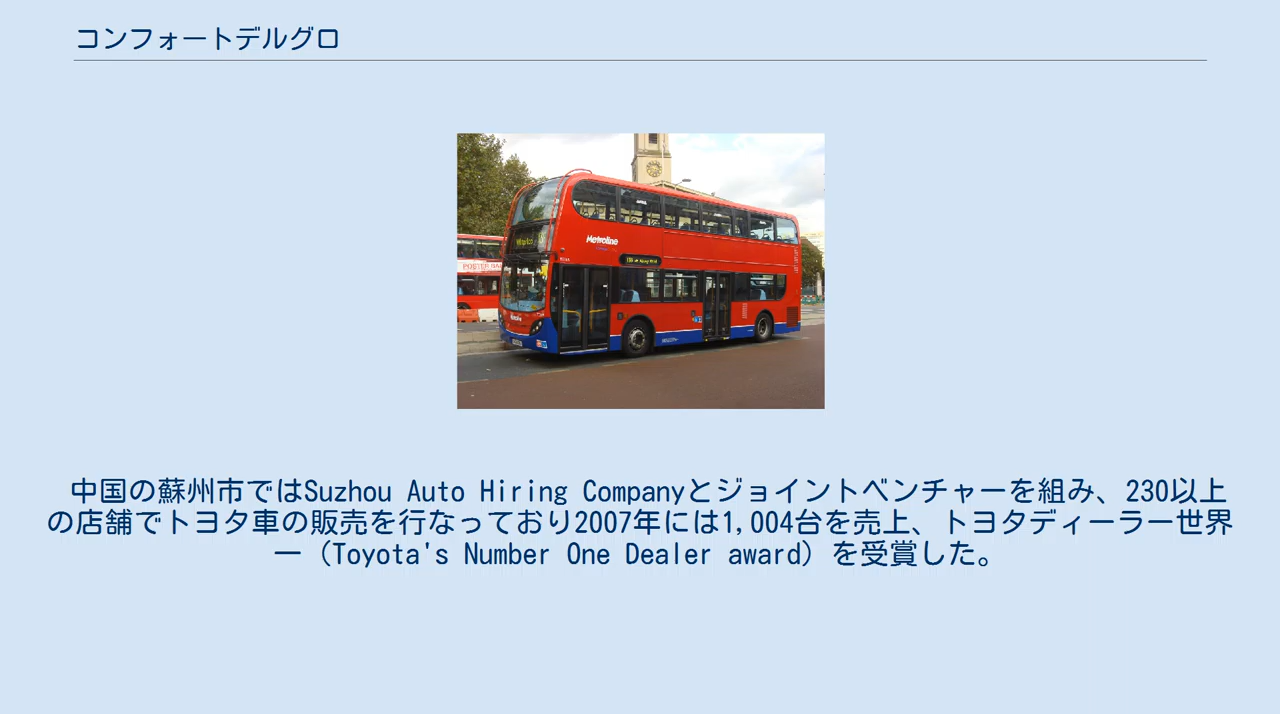 コンフォートデルグロ
Metroline
中国の蘇州市ではSuzhou Auto Hiring Companyとジョイントベンチャーを組み、230以上
の店舗でトヨタ車の販売を行なっており2007年には1,004台を売上、トヨタディーラー世界
一（Toyota's Number One Dealer award）を受賞した。